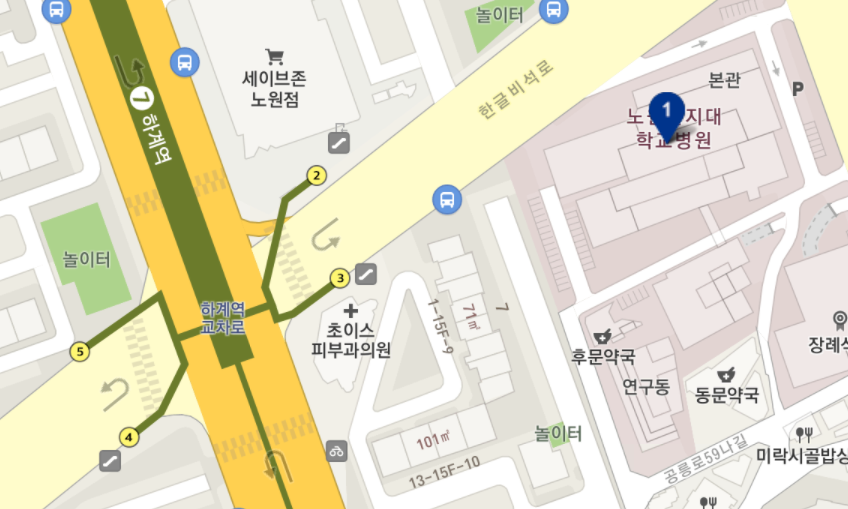 놀이터
세이브존
노원점
7 하계역
한글비석로
본관
P
1
노 지대
학교병원
2
놀이터
3
하계역
교차로
초이스
피부과의원
5
4
1-15F-9
71㎡
7
후문약국
연구동
동문약국
장례식
101㎡
13-15F-10
놀이터
공릉로59나길
미락시골밥상